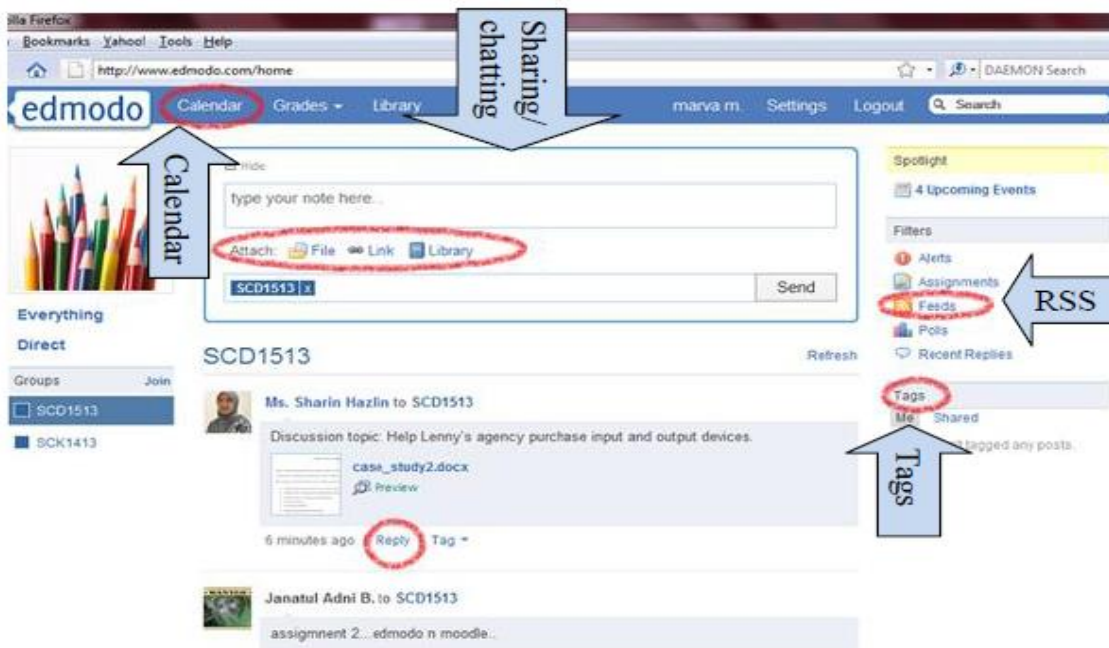 illa Firefox
Bookmarks Yahoo! Tools Help
http://www.edmodo.com/home
DAEMON Search
edmodo
Calendar Grades Library
marva m. Settings Logout Search
Sharing/
chatting
Calendar
Hide
type your note here...
Attach: File Link Library
SCD1513 x
Send
Everything
Direct
Groups Join
SCD1513
SCK1413
SCD1513
Refresh
Ms. Sharin Hazlin to SCD1513
Discussion topic: Help Lenny's agency purchase input and output devices.
case_study2.docx
Preview
6 minutes ago Reply Tag
Janatul Adni B. to SCD1513
assigmnent 2...edmodo n moodle..
Spotlight
4 Upcoming Events
Filters
Alerts
Assignments
Feeds
Polls
Recent Replies
RSS
Tags
Me Shared
tagged any posts.
Tags